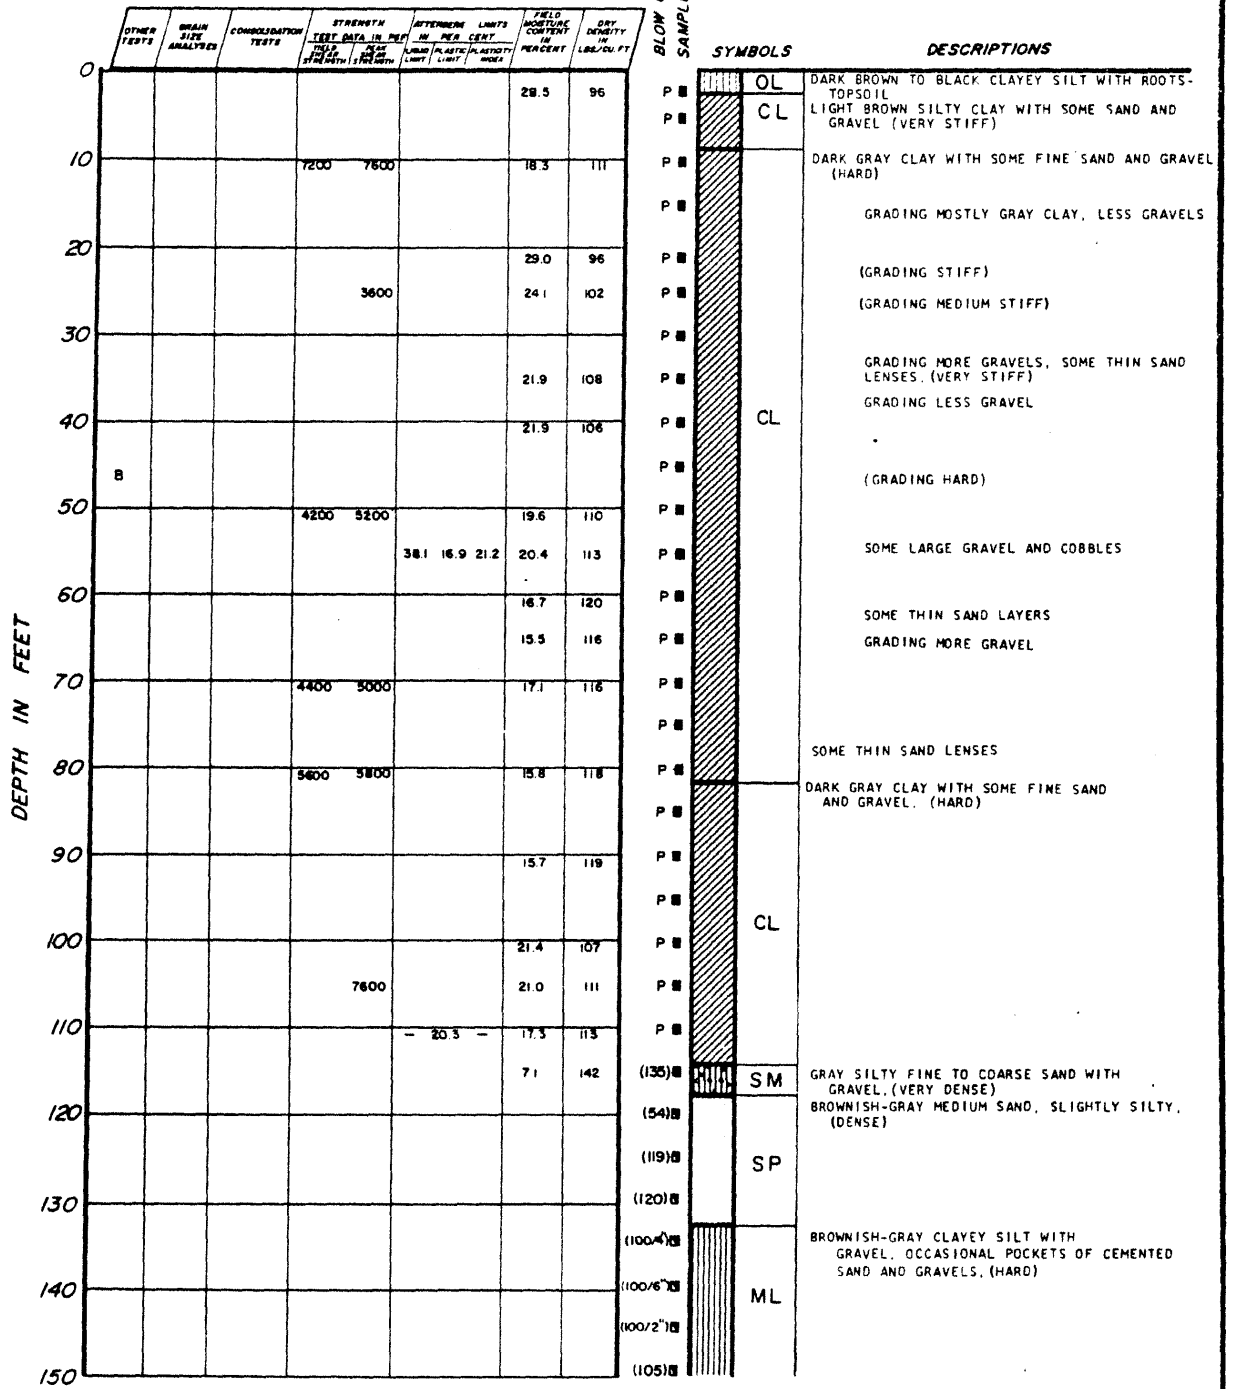 OTHER TESTS
GRAIN SIZE ANALYSES
CONSOLIDATION TESTS
STRENGTH TEST DATA IN PSF
YIELD SHEAR STRENGTH
PEAK SHEAR STRENGTH
ATTERBERG LIMITS IN PER CENT
LIQUID LIMIT
PLASTIC LIMIT
PLASTICITY INDEX
FIELD MOISTURE CONTENT IN PERCENT
DRY DENSITY IN LBS./CU. FT
BLOW
SAMPLE
SYMBOLS
DESCRIPTIONS
DEPTH IN FEET
0
OL DARK BROWN TO BLACK CLAYEY SILT WITH ROOTS-
TOPSOIL
28.5 96 P
CL LIGHT BROWN SILTY CLAY WITH SOME SAND AND
GRAVEL (VERY STIFF)
P
10 7200 7600 18.3 111 P
DARK GRAY CLAY WITH SOME FINE SAND AND GRAVEL
(HARD)
P
GRADING MOSTLY GRAY CLAY, LESS GRAVELS
20 29.0 96 P
(GRADING STIFF)
3600 24.1 102 P
(GRADING MEDIUM STIFF)
30 P
GRADING MORE GRAVELS, SOME THIN SAND
LENSES, (VERY STIFF)
21.9 108 P
GRADING LESS GRAVEL
40 21.9 106 P
CL
B P
(GRADING HARD)
50 4200 5200 19.6 110 P
38.1 16.9 21.2 20.4 113 P
SOME LARGE GRAVEL AND COBBLES
60 16.7 120 P
SOME THIN SAND LAYERS
15.5 116 P
GRADING MORE GRAVEL
70 4400 5000 17.1 116 P
P
SOME THIN SAND LENSES
80 5600 5800 15.8 118 P
DARK GRAY CLAY WITH SOME FINE SAND
AND GRAVEL. (HARD)
P
90 15.7 119 P
P
CL
100 21.4 107 P
7600 21.0 111 P
110 – 20.3 – 17.3 113 P
7.1 142 (135) SM GRAY SILTY FINE TO COARSE SAND WITH
GRAVEL, (VERY DENSE)
120 (54) BROWNISH-GRAY MEDIUM SAND, SLIGHTLY SILTY,
(DENSE)
(119) SP
130 (120)
(100/4") BROWNISH-GRAY CLAYEY SILT WITH
GRAVEL, OCCASIONAL POCKETS OF CEMENTED
SAND AND GRAVELS, (HARD)
140 (100/6") ML
(100/2")
150 (105)